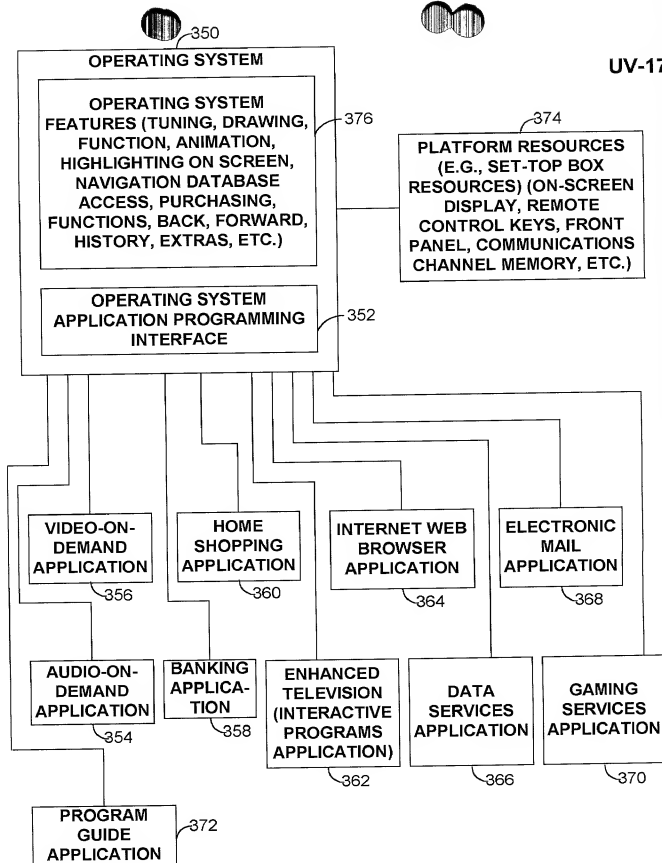 350
OPERATING SYSTEM
UV-17
OPERATING SYSTEM
FEATURES (TUNING, DRAWING,
FUNCTION, ANIMATION,
HIGHLIGHTING ON SCREEN,
NAVIGATION DATABASE
ACCESS, PURCHASING,
FUNCTIONS, BACK, FORWARD,
HISTORY, EXTRAS, ETC.)
376
374
PLATFORM RESOURCES
(E.G., SET-TOP BOX
RESOURCES) (ON-SCREEN
DISPLAY, REMOTE
CONTROL KEYS, FRONT
PANEL, COMMUNICATIONS
CHANNEL MEMORY, ETC.)
OPERATING SYSTEM
APPLICATION PROGRAMMING
INTERFACE
352
VIDEO-ON-
DEMAND
APPLICATION
356
HOME
SHOPPING
APPLICATION
360
INTERNET WEB
BROWSER
APPLICATION
364
ELECTRONIC
MAIL
APPLICATION
368
AUDIO-ON-
DEMAND
APPLICATION
354
BANKING
APPLICA-
TION
358
ENHANCED
TELEVISION
(INTERACTIVE
PROGRAMS
APPLICATION)
362
DATA
SERVICES
APPLICATION
366
GAMING
SERVICES
APPLICATION
370
PROGRAM
GUIDE
APPLICATION
372